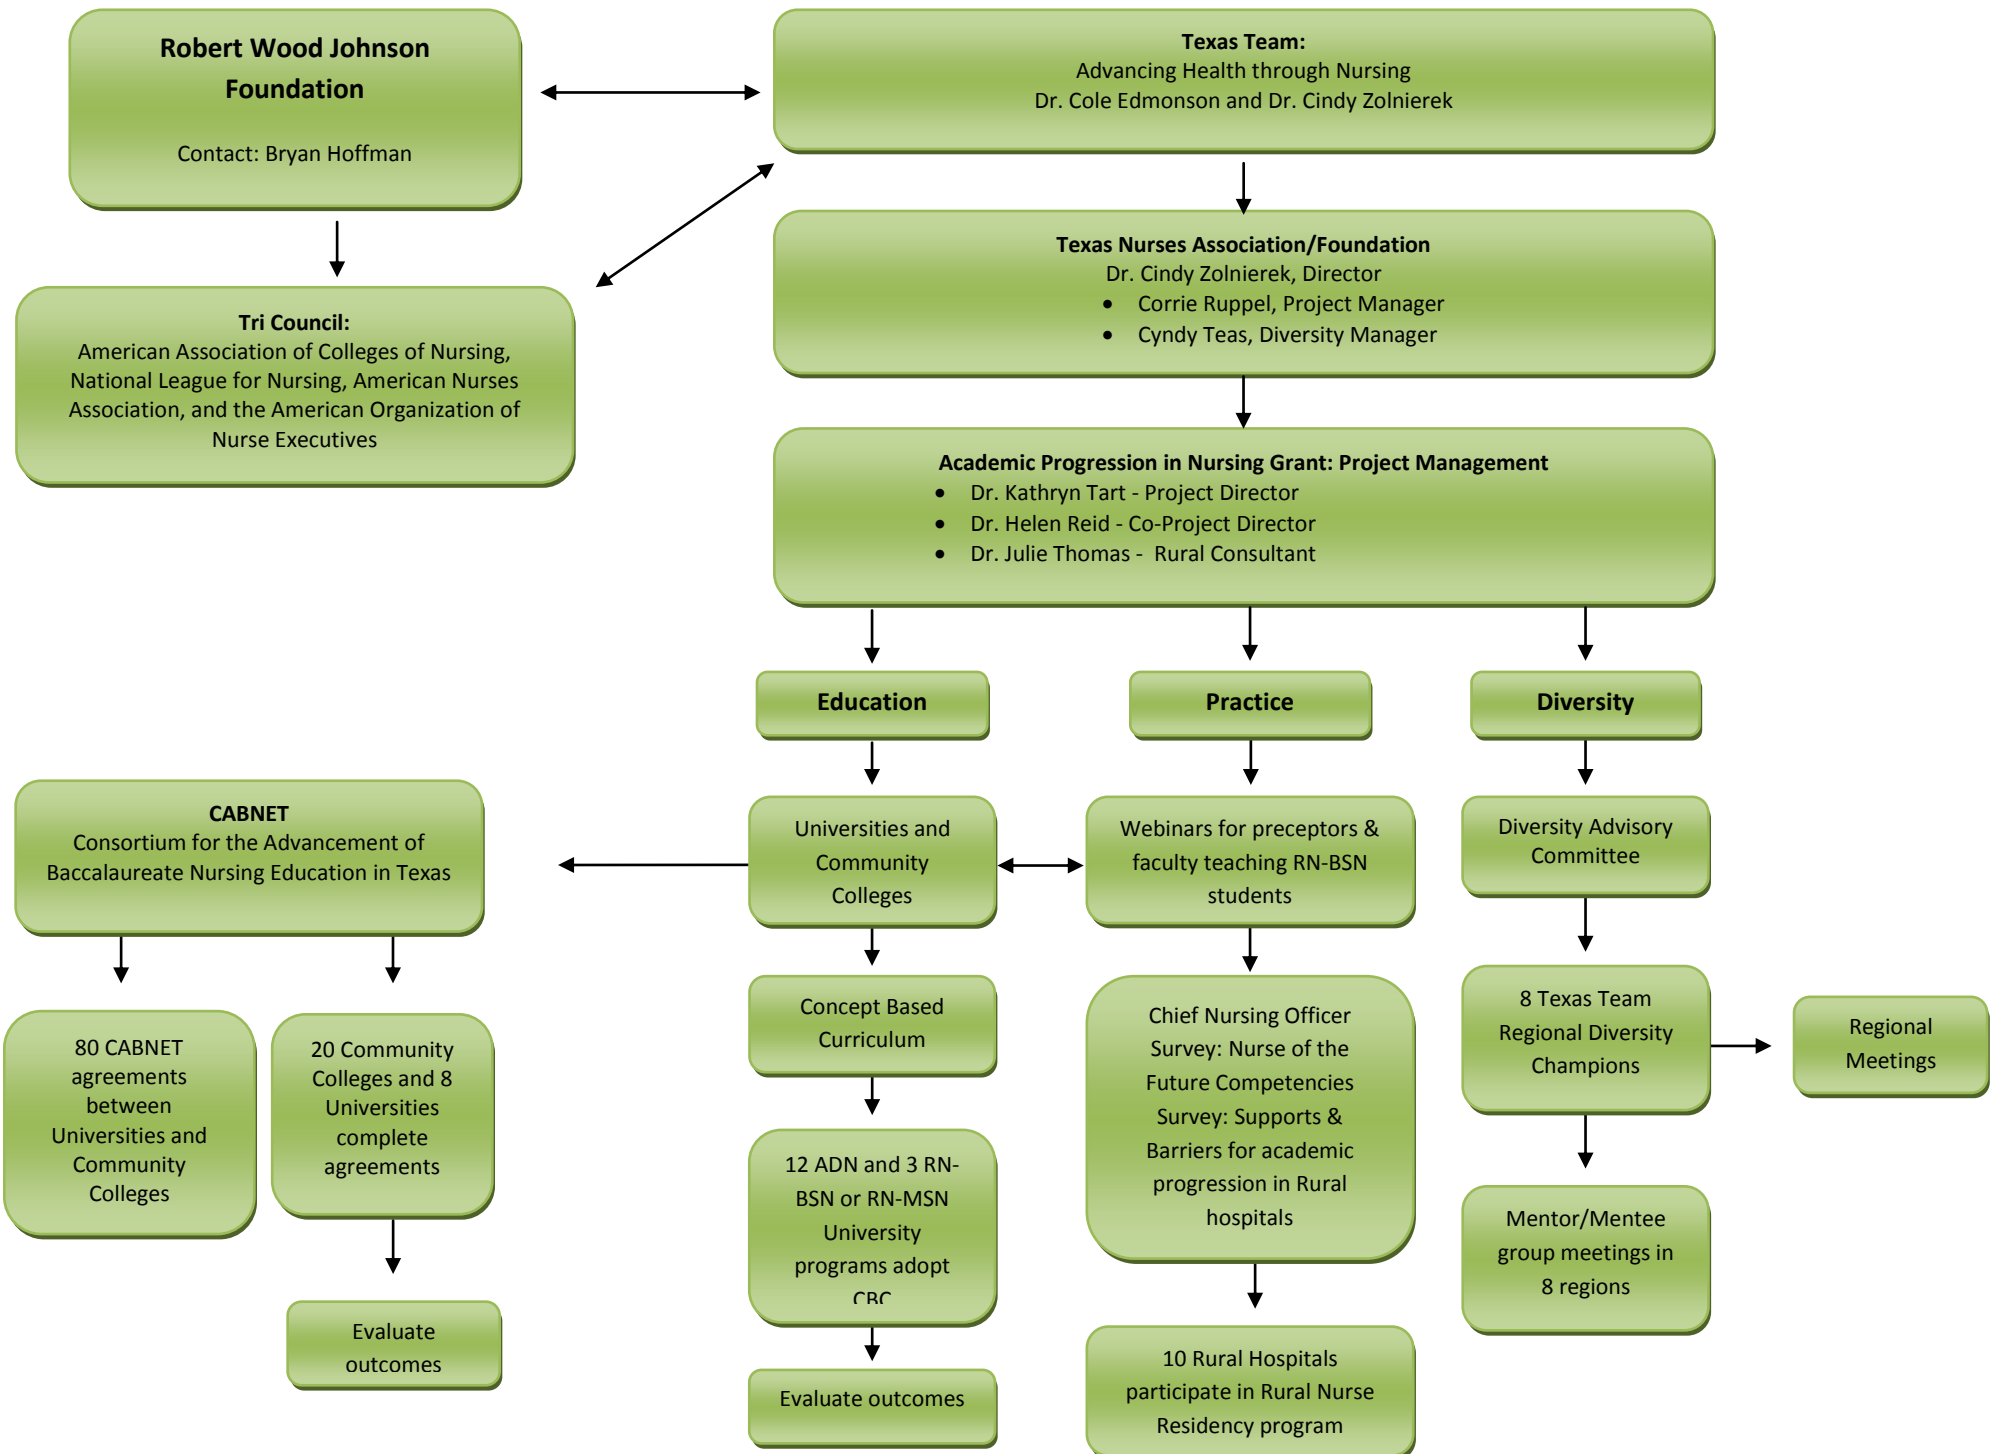 Robert Wood Johnson
Foundation
Contact: Bryan Hoffman
Texas Team:
Advancing Health through Nursing
Dr. Cole Edmonson and Dr. Cindy Zolnierek
Texas Nurses Association/Foundation
Dr. Cindy Zolnierek, Director
• Corrie Ruppel, Project Manager
• Cyndy Teas, Diversity Manager
Tri Council:
American Association of Colleges of Nursing,
National League for Nursing, American Nurses
Association, and the American Organization of
Nurse Executives
Academic Progression in Nursing Grant: Project Management
• Dr. Kathryn Tart - Project Director
• Dr. Helen Reid - Co-Project Director
• Dr. Julie Thomas - Rural Consultant
Education
Practice
Diversity
CABNET
Consortium for the Advancement of
Baccalaureate Nursing Education in Texas
Universities and
Community
Colleges
Webinars for preceptors &
faculty teaching RN-BSN
students
Diversity Advisory
Committee
80 CABNET
agreements
between
Universities and
Community
Colleges
20 Community
Colleges and 8
Universities
complete
agreements
Concept Based
Curriculum
Chief Nursing Officer
Survey: Nurse of the
Future Competencies
Survey: Supports &
Barriers for academic
progression in Rural
hospitals
8 Texas Team
Regional Diversity
Champions
Regional
Meetings
12 ADN and 3 RN-
BSN or RN-MSN
University
programs adopt
CBC
Mentor/Mentee
group meetings in
8 regions
Evaluate
outcomes
Evaluate outcomes
10 Rural Hospitals
participate in Rural Nurse
Residency program